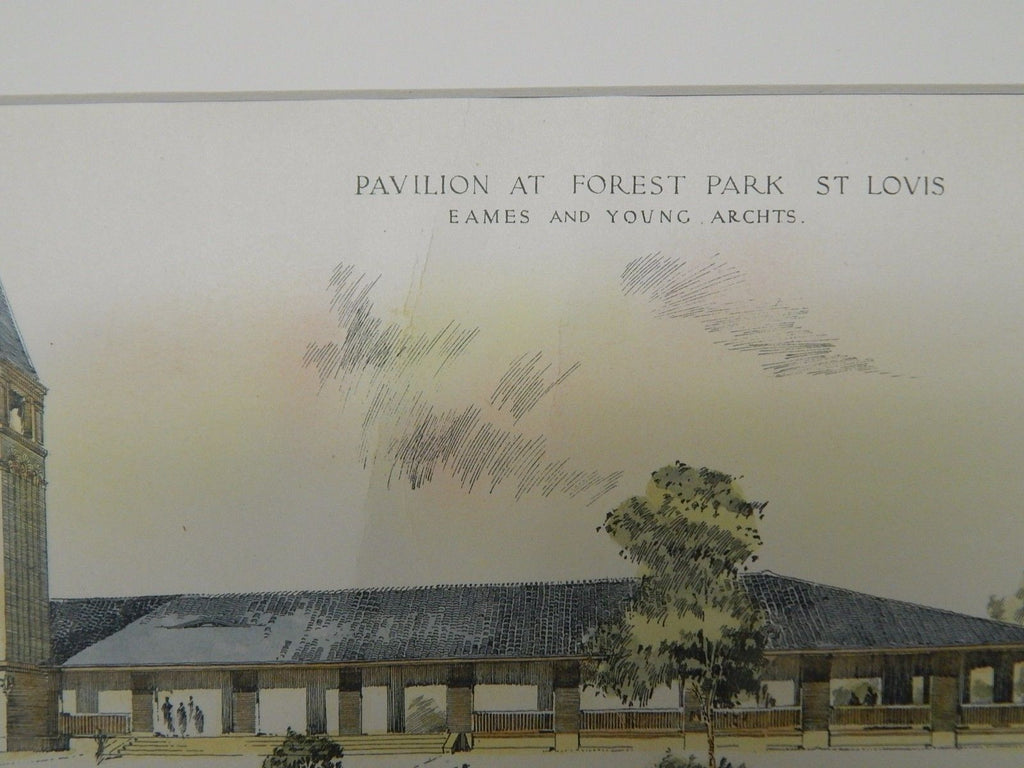 PAVILION AT FOREST PARK ST LOVIS
EAMES AND YOUNG ARCHTS.